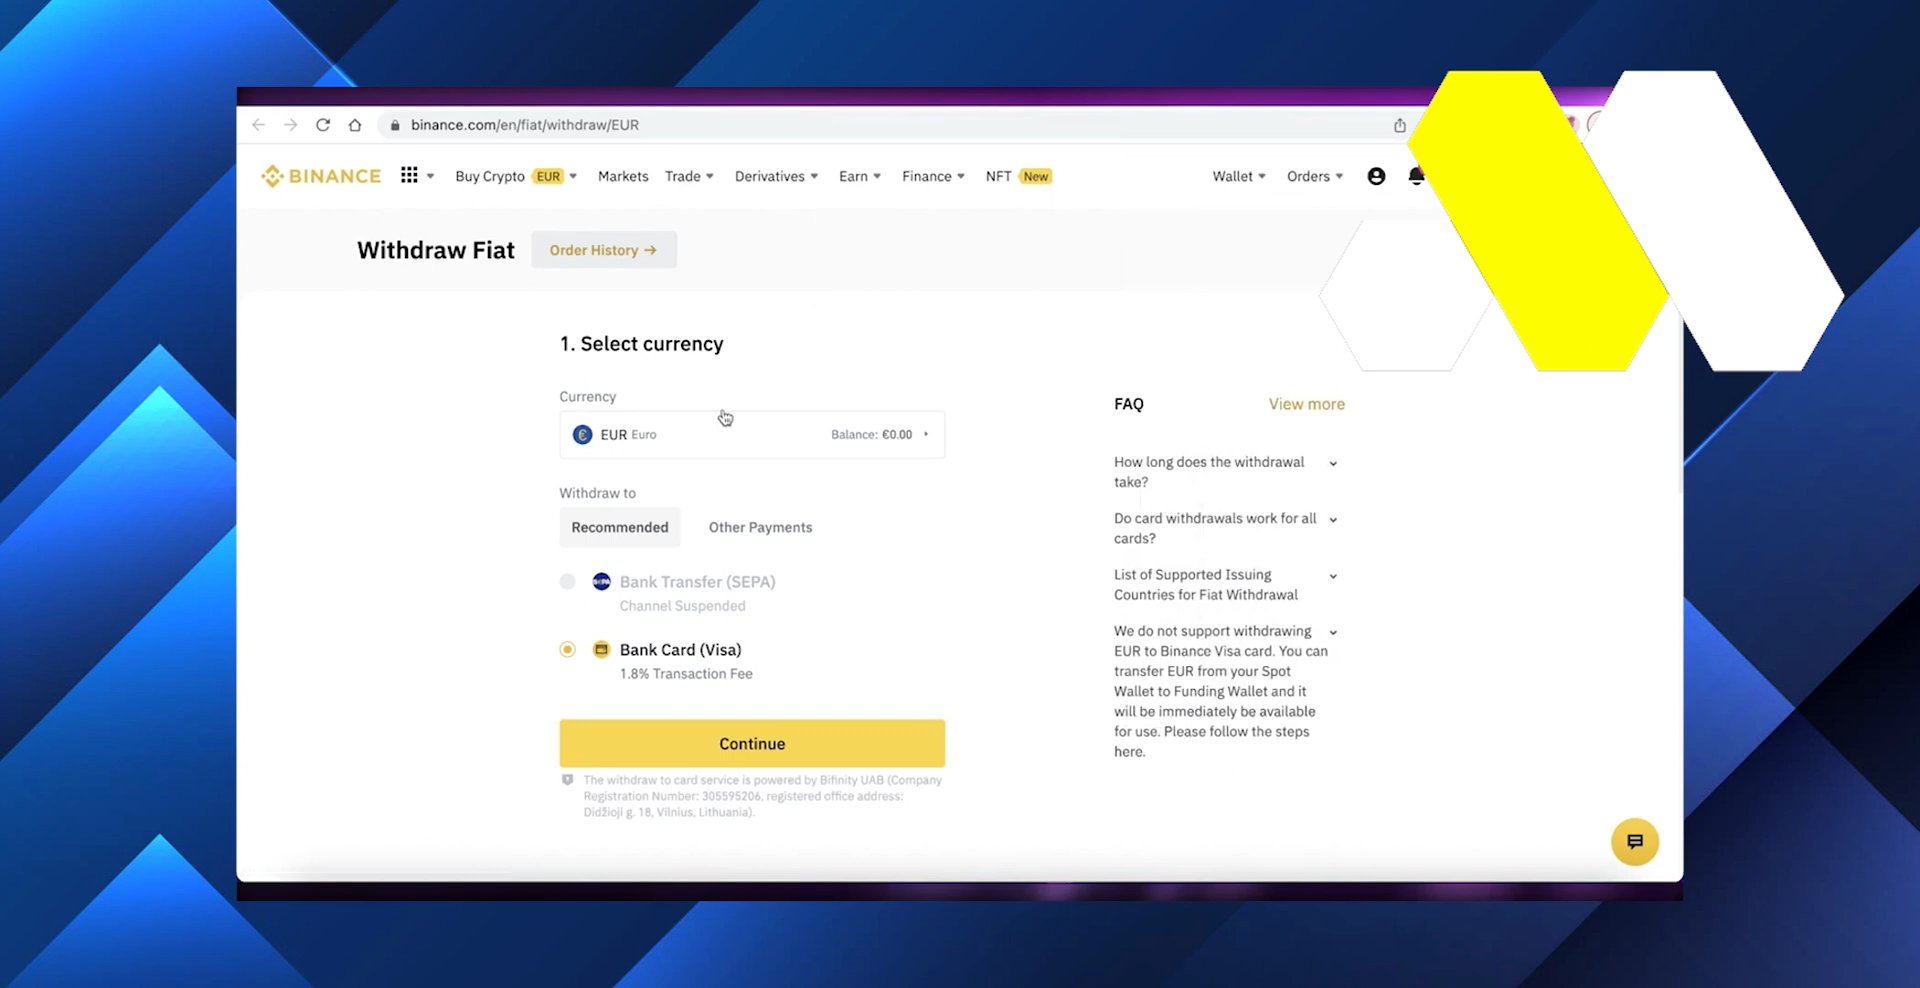 binance.com/en/fiat/withdraw/EUR
BINANCE
Buy Crypto EUR
Markets
Trade
Derivatives
Earn
Finance
NFT New
Wallet
Orders
Withdraw Fiat
Order History →
1. Select currency
Currency
EUR Euro
Balance: €0.00
Withdraw to
Recommended
Other Payments
SEPA
Bank Transfer (SEPA)
Channel Suspended
Bank Card (Visa)
1.8% Transaction Fee
Continue
The withdraw to card service is powered by Bifinity UAB (Company
Registration Number: 305595206, registered office address:
Didžioji g. 18, Vilnius, Lithuania).
FAQ
View more
How long does the withdrawal
take?
Do card withdrawals work for all
cards?
List of Supported Issuing
Countries for Fiat Withdrawal
We do not support withdrawing
EUR to Binance Visa card. You can
transfer EUR from your Spot
Wallet to Funding Wallet and it
will be immediately be available
for use. Please follow the steps
here.